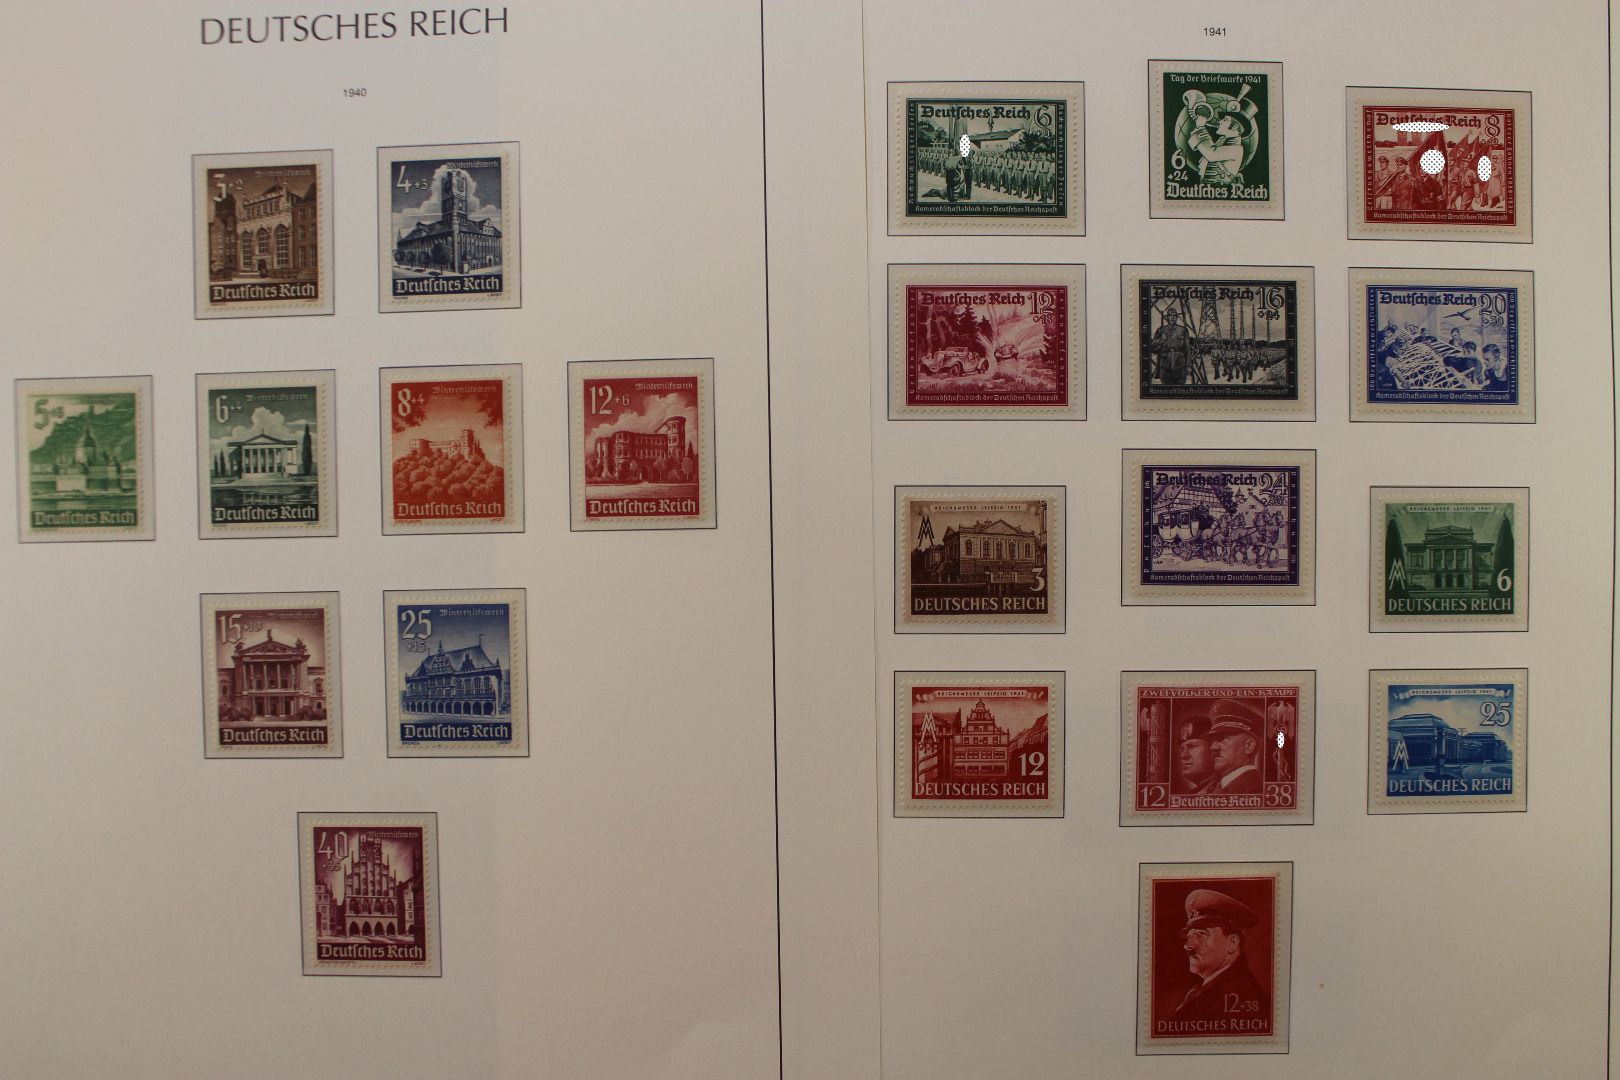 DEUTSCHES REICH
1940
3+2
Winterhilfswerk
Deutsches Reich
4+3
Winterhilfswerk
Deutsches Reich
5+3
Deutsches Reich
6+4
Winterhilfswerk
Deutsches Reich
8+4
Winterhilfswerk
Deutsches Reich
12+6
Winterhilfswerk
Deutsches Reich
15+10
Winterhilfswerk
Deutsches Reich
25
+15
Winterhilfswerk
Deutsches Reich
40
+35
Winterhilfswerk
Deutsches Reich
1941
Deutsches Reich 6
Kameradschaftsblock der Deutschen Reichspost
Tag der Briefmarke 1941
6
+24
Deutsches Reich
Deutsches Reich 8
Kameradschaftsblock der Deutschen Reichspost
Deutsches Reich 12
+18
Kameradschaftsblock der Deutschen Reichspost
Deutsches Reich 16
+24
Kameradschaftsblock der Deutschen Reichspost
Deutsches Reich 20
+30
Kameradschaftsblock der Deutschen Reichspost
REICHSMESSE LEIPZIG 1941
3
DEUTSCHES REICH
Deutsches Reich 24
Kameradschaftsblock der Deutschen Reichspost
REICHSMESSE LEIPZIG 1941
6
DEUTSCHES REICH
REICHSMESSE LEIPZIG 1941
12
DEUTSCHES REICH
ZWEI VÖLKER UND EIN KAMPF
12 Deutsches Reich 38
REICHSMESSE LEIPZIG 1941
25
DEUTSCHES REICH
12+38
DEUTSCHES REICH